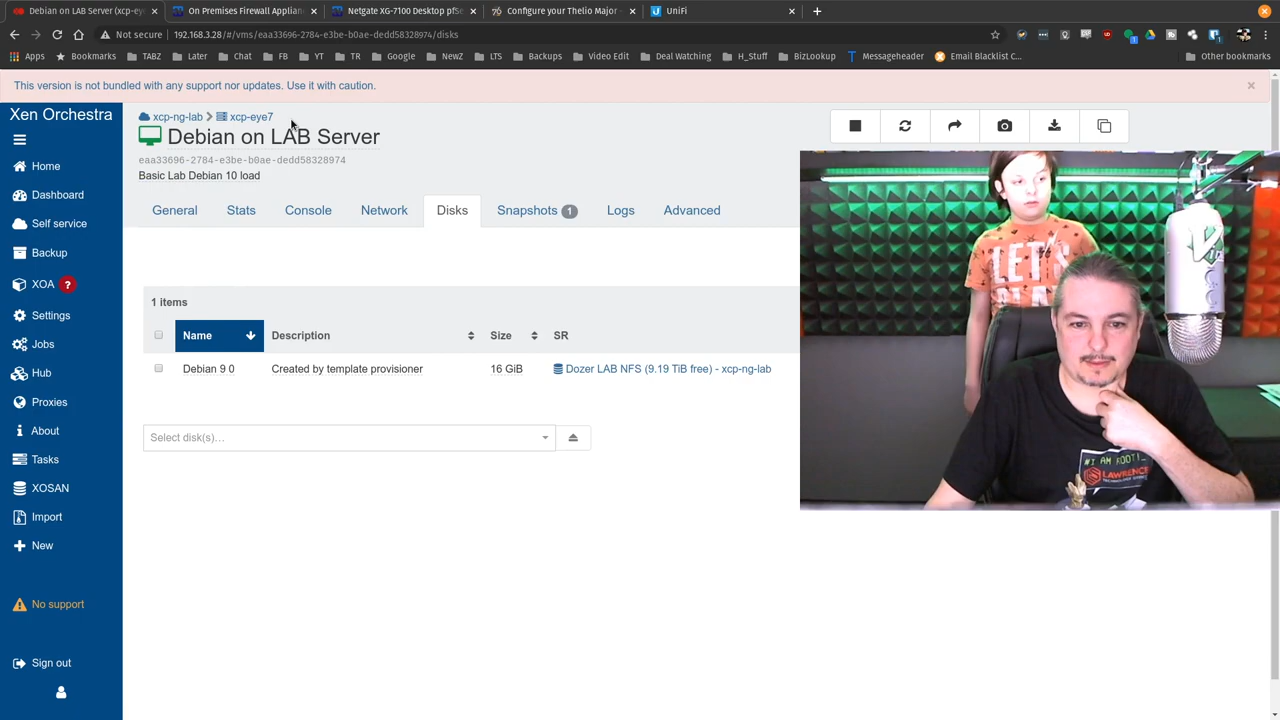 Debian on LAB Server (xcp-eye
On Premises Firewall Applian
Netgate XG-7100 Desktop pfSe
Configure your Thelio Major -
UniFi
Not secure | 192.168.3.28/#/vms/eaa33696-2784-e3be-b0ae-dedd58328974/disks
Apps
Bookmarks
TABZ
Later
Chat
FB
YT
TR
Google
NewZ
LTS
Backups
Video Edit
Deal Watching
H_Stuff
BizLookup
Messageheader
Email Blacklist C...
Other bookmarks
This version is not bundled with any support nor updates. Use it with caution.
Xen Orchestra
Home
Dashboard
Self service
Backup
XOA ?
Settings
Jobs
Hub
Proxies
About
Tasks
XOSAN
Import
New
No support
Sign out
xcp-ng-lab
xcp-eye7
Debian on LAB Server
eaa33696-2784-e3be-b0ae-dedd58328974
Basic Lab Debian 10 load
General
Stats
Console
Network
Disks
Snapshots 1
Logs
Advanced
1 items
Name
Description
Size
SR
Debian 9 0
Created by template provisioner
16 GiB
Dozer LAB NFS (9.19 TiB free) - xcp-ng-lab
Select disk(s)...
LET'S
#I AM ROOT!
LAWRENCE